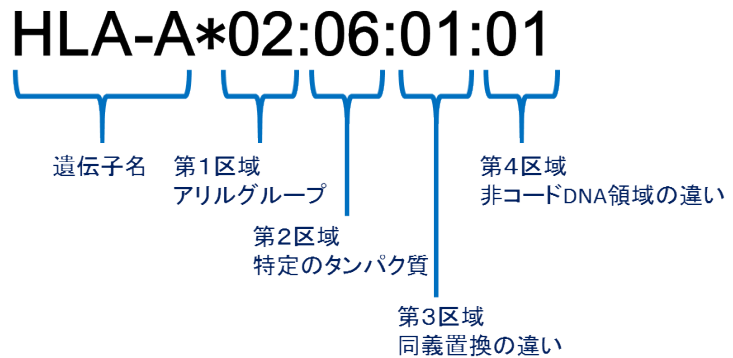 HLA-A*02:06:01:01
遺伝子名
第1区域
アリルグループ
第2区域
特定のタンパク質
第3区域
同義置換の違い
第4区域
非コードDNA領域の違い